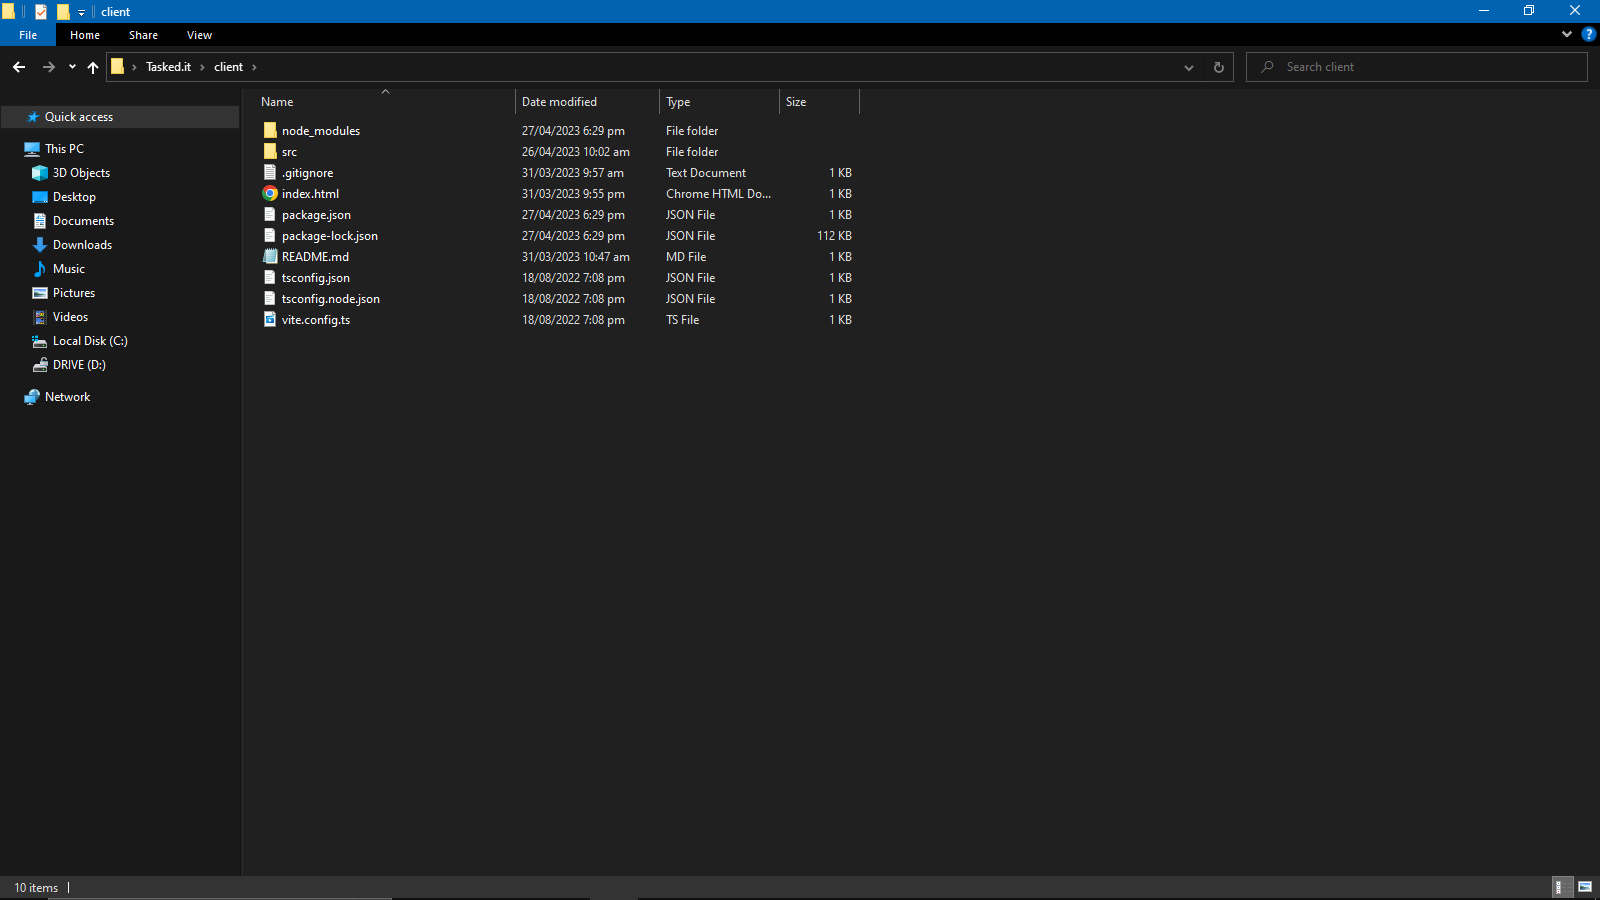 client
File Home Share View
Tasked.it client
Search client
Name Date modified Type Size
Quick access
This PC
3D Objects
Desktop
Documents
Downloads
Music
Pictures
Videos
Local Disk (C:)
DRIVE (D:)
Network
node_modules 27/04/2023 6:29 pm File folder
src 26/04/2023 10:02 am File folder
.gitignore 31/03/2023 9:57 am Text Document 1 KB
index.html 31/03/2023 9:55 pm Chrome HTML Do... 1 KB
package.json 27/04/2023 6:29 pm JSON File 1 KB
package-lock.json 27/04/2023 6:29 pm JSON File 112 KB
README.md 31/03/2023 10:47 am MD File 1 KB
tsconfig.json 18/08/2022 7:08 pm JSON File 1 KB
tsconfig.node.json 18/08/2022 7:08 pm JSON File 1 KB
vite.config.ts 18/08/2022 7:08 pm TS File 1 KB
10 items